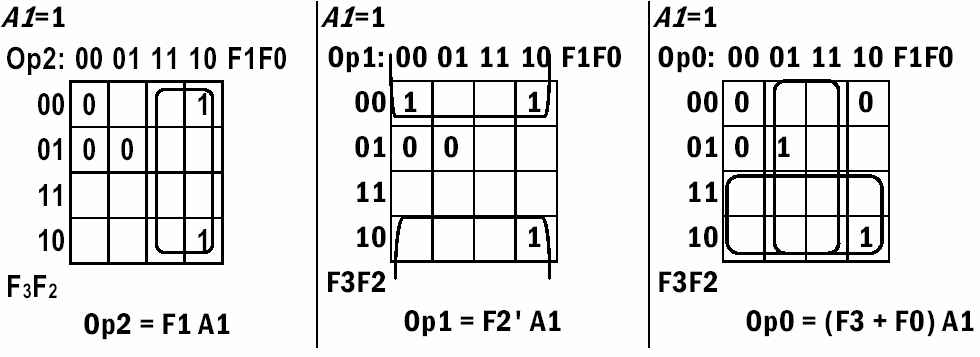 A1=1
Op2: 00 01 11 10 F1F0
00 0 1
01 0 0
11
10 1
F3F2
Op2 = F1 A1
A1=1
Op1: 00 01 11 10 F1F0
00 1 1
01 0 0
11
10 1
F3F2
Op1 = F2' A1
A1=1
Op0: 00 01 11 10 F1F0
00 0 0
01 0 1
11
10 1
F3F2
Op0 = (F3 + F0) A1